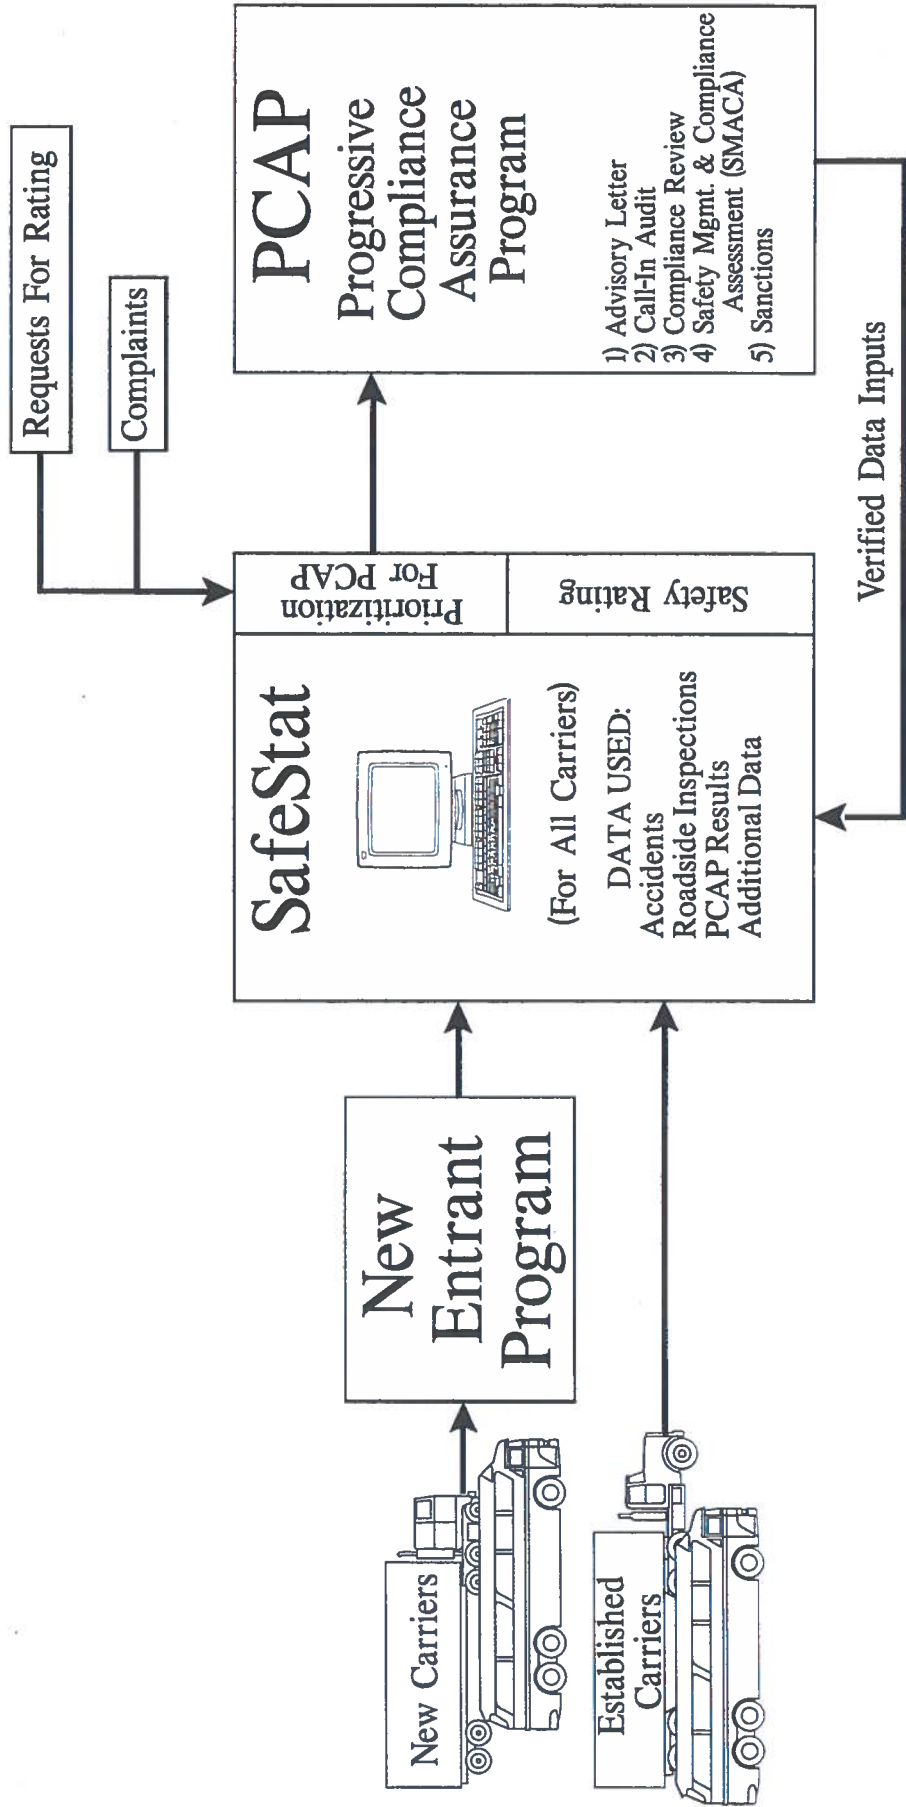 New Carriers
Established
Carriers
New
Entrant
Program
SafeStat
(For All Carriers)
DATA USED:
Accidents
Roadside Inspections
PCAP Results
Additional Data
Prioritization
For PCAP
Safety Rating
Requests For Rating
Complaints
PCAP
Progressive
Compliance
Assurance
Program
1) Advisory Letter
2) Call-In Audit
3) Compliance Review
4) Safety Mgmt. & Compliance
Assessment (SMACA)
5) Sanctions
Verified Data Inputs